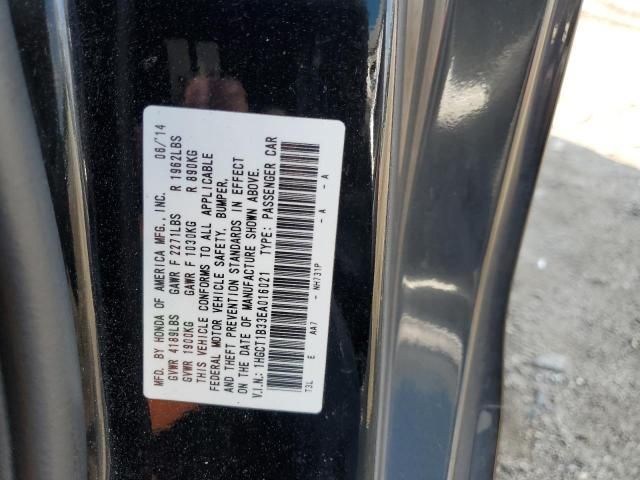 MFD. BY HONDA OF AMERICA MFG., INC. 06/'14
GVWR 4189LBS GAWR F 2271LBS R 1962LBS
GVWR 1900KG GAWR F 1030KG R 890KG
THIS VEHICLE CONFORMS TO ALL APPLICABLE
FEDERAL MOTOR VEHICLE SAFETY, BUMPER,
AND THEFT PREVENTION STANDARDS IN EFFECT
ON THE DATE OF MANUFACTURE SHOWN ABOVE.
V.I.N.: 1HGCT1B33EA016021 TYPE: PASSENGER CAR
T3L E AA7 - NH731P - A - A